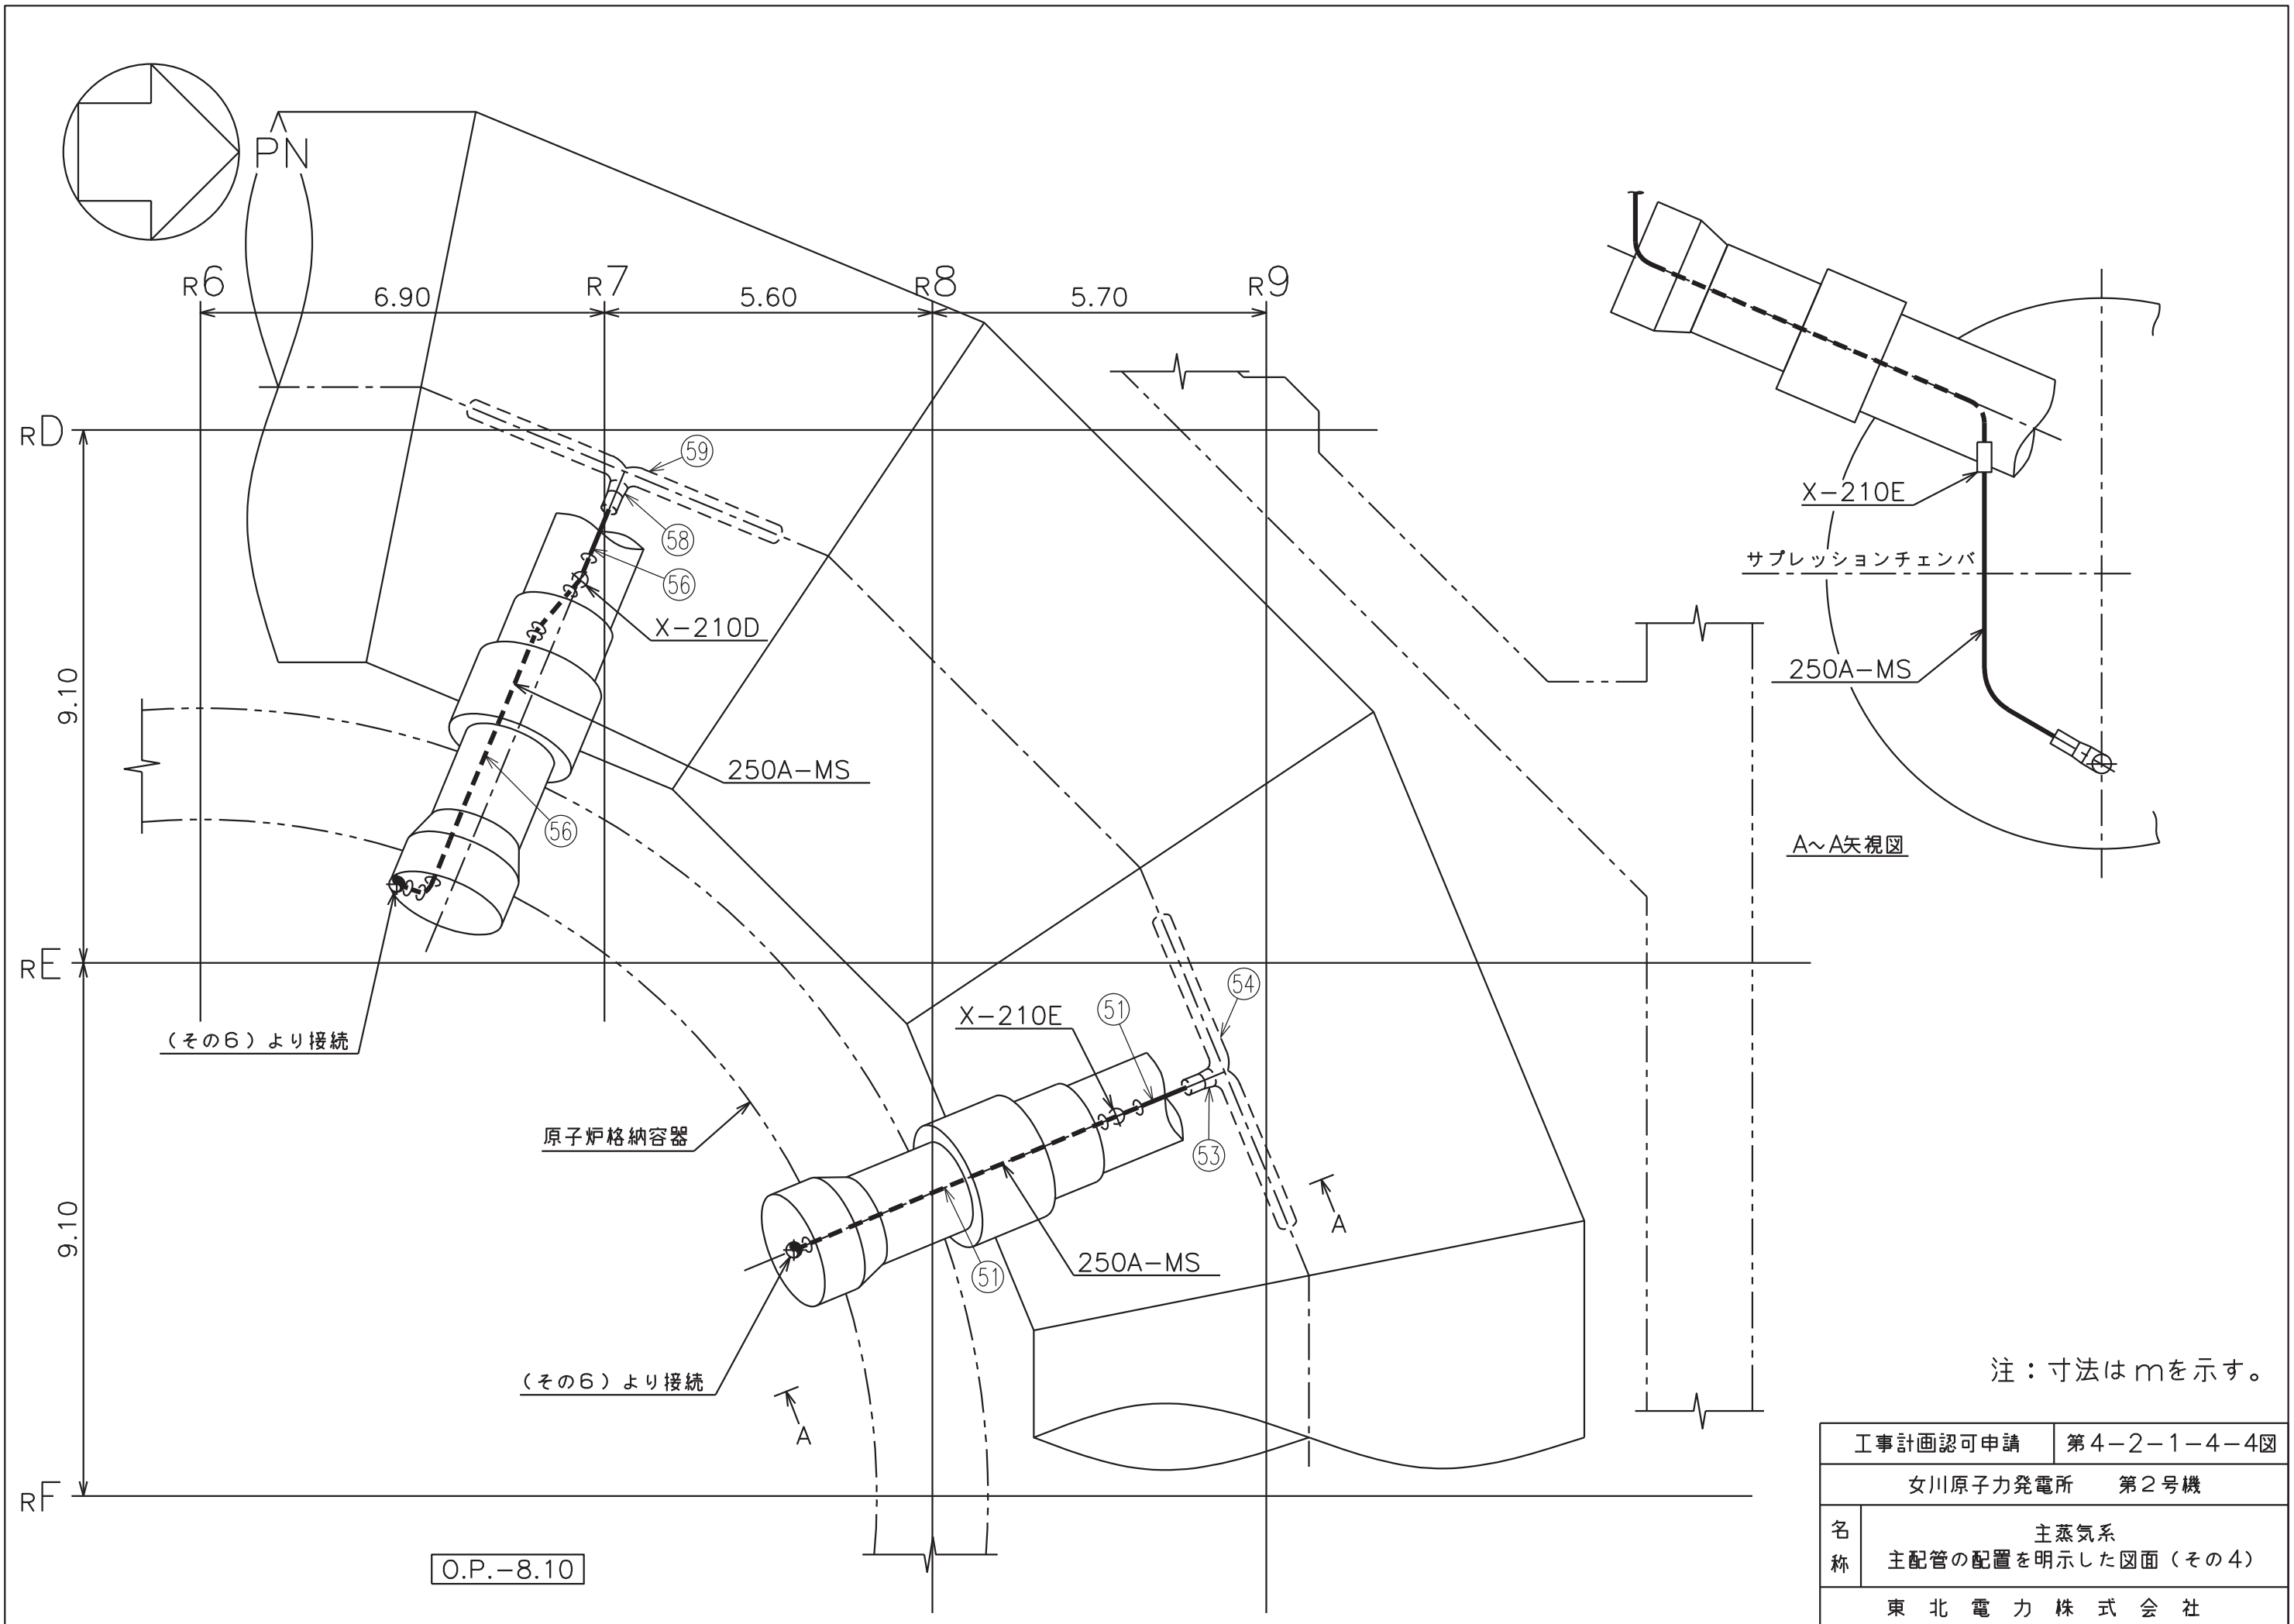 PN
R6
R7
R8
R9
6.90
5.60
5.70
RD
RE
RF
9.10
9.10
59
58
56
X-210D
250A-MS
56
(その6)より接続
54
51
X-210E
53
原子炉格納容器
250A-MS
51
(その6)より接続
A
A
X-210E
サプレッションチェンバ
250A-MS
A〜A矢視図
O.P.-8.10
注:寸法はmを示す。
工事計画認可申請 第4-2-1-4-4図
女川原子力発電所 第2号機
名称
主蒸気系
主配管の配置を明示した図面(その4)
東北電力株式会社